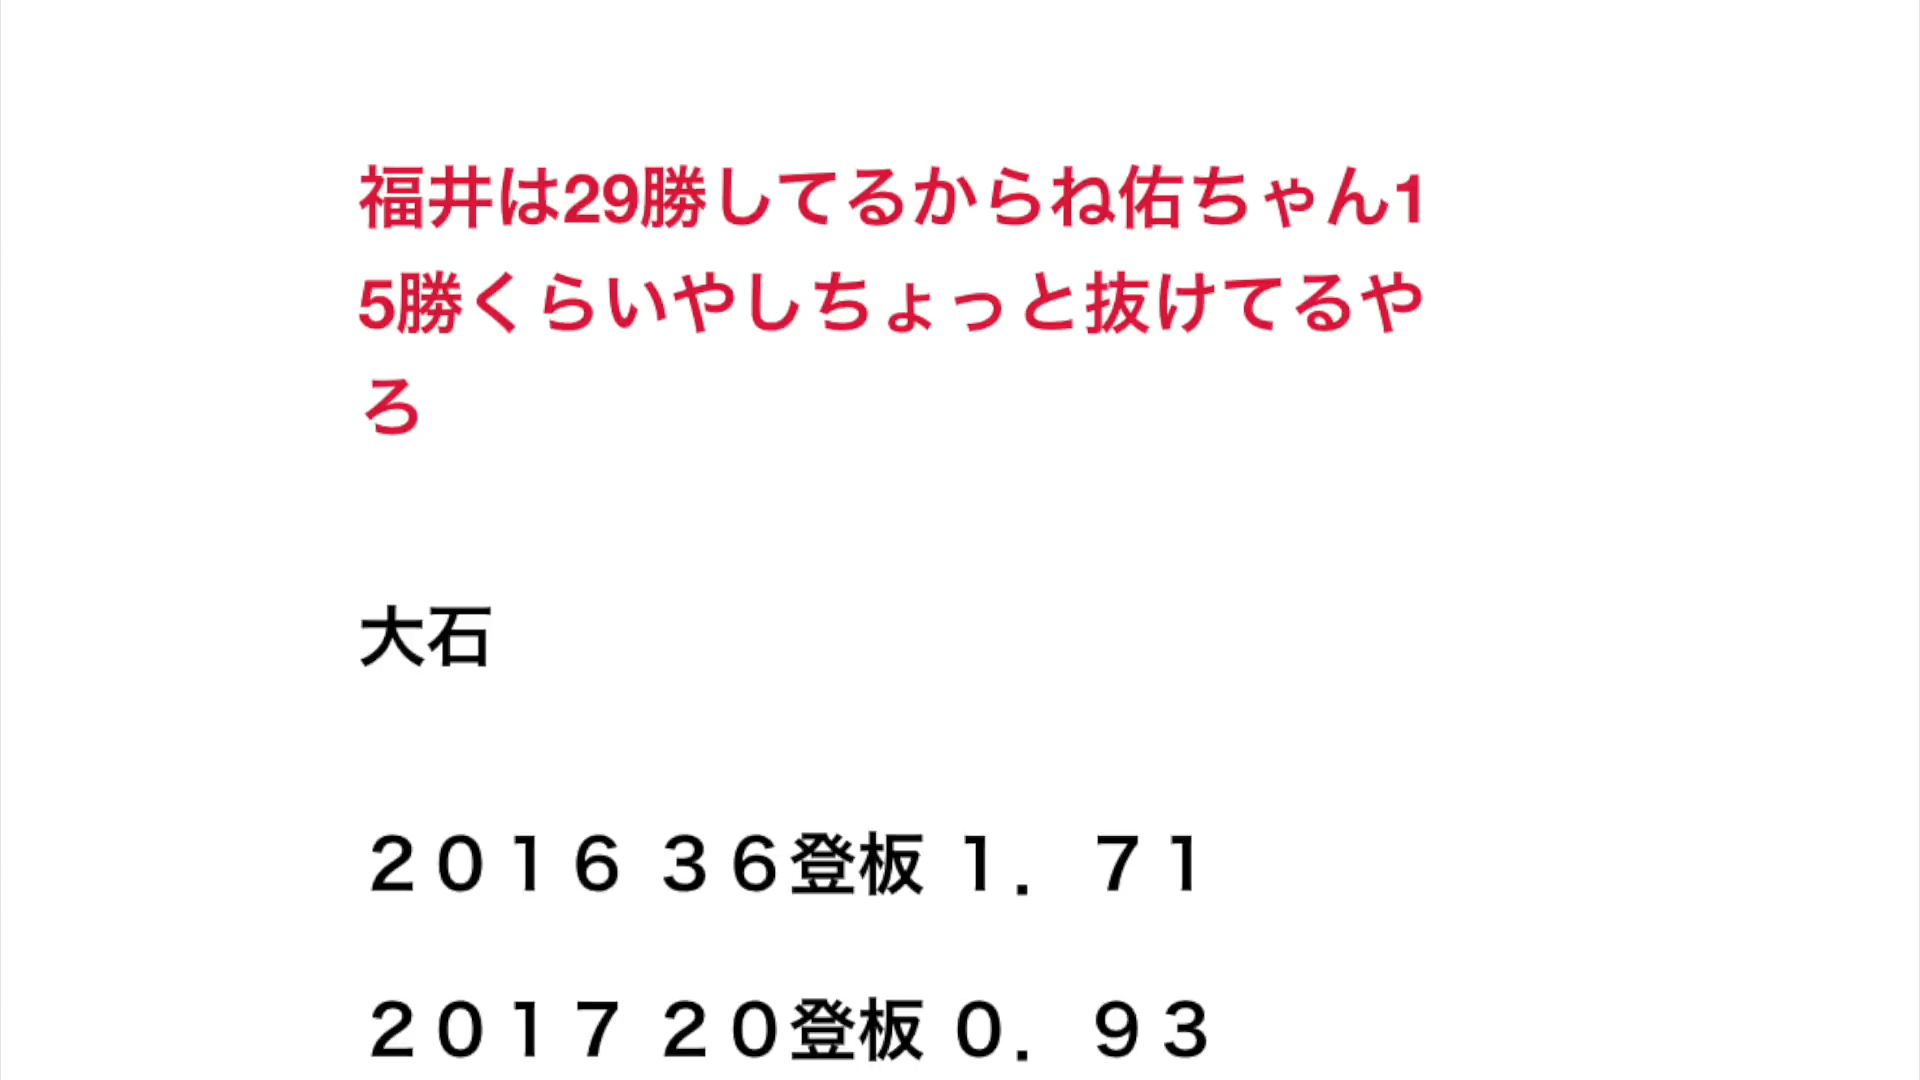 福井は29勝してるからね佑ちゃん1
5勝くらいやしちょっと抜けてるや
ろ
大石
２０１６ ３６登板 １．７１
２０１７ ２０登板 ０．９３